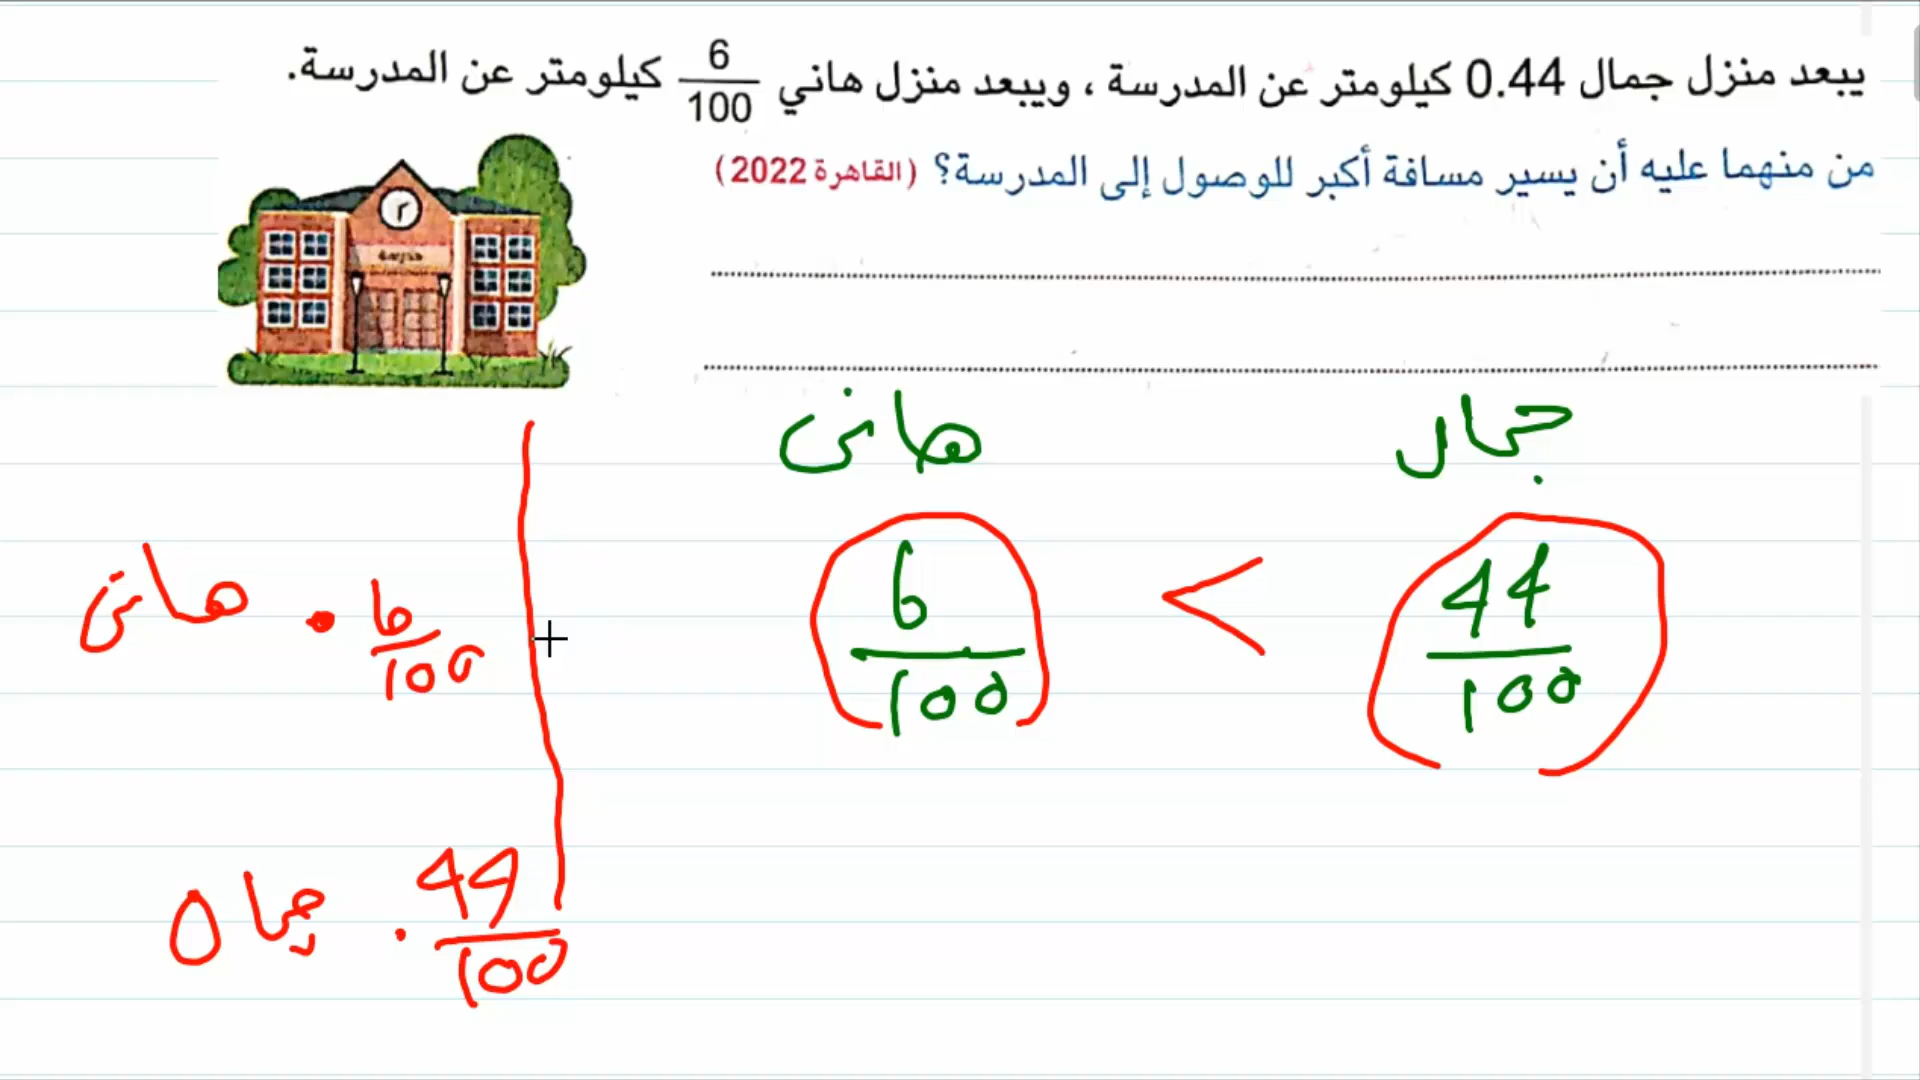 يبعد منزل جمال 0.44 كيلومتر عن المدرسة ، ويبعد منزل هاني 6/100 كيلومتر عن المدرسة.
من منهما عليه أن يسير مسافة أكبر للوصول إلى المدرسة؟ (القاهرة 2022)
مدرسة
جمال هانى
44/100 > 6/100
6/100 . هانى
44/100 . جمال